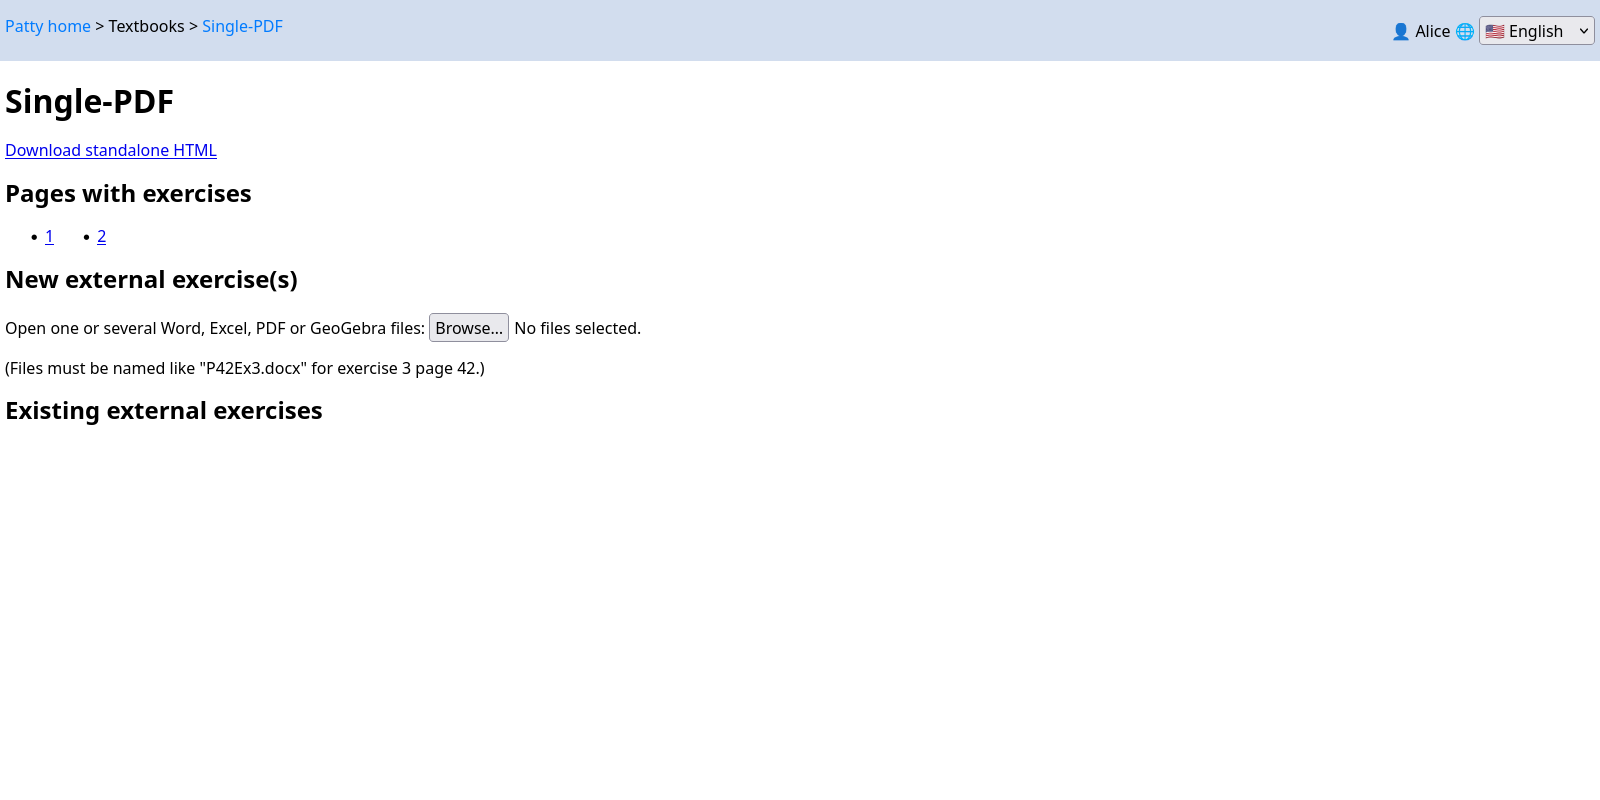 Patty home > Textbooks > Single-PDF
👤 Alice 🌐 🇺🇸 English
Single-PDF
Download standalone HTML
Pages with exercises
• 1 • 2
New external exercise(s)
Open one or several Word, Excel, PDF or GeoGebra files: Browse... No files selected.
(Files must be named like "P42Ex3.docx" for exercise 3 page 42.)
Existing external exercises